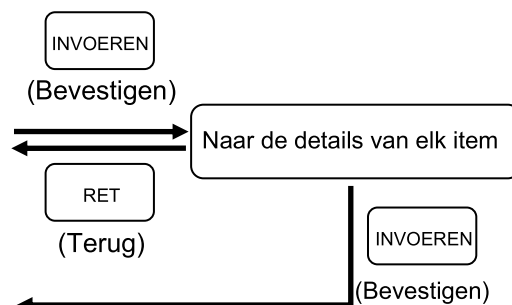 INVOEREN
(Bevestigen)
Naar de details van elk item
RET
(Terug)
INVOEREN
(Bevestigen)